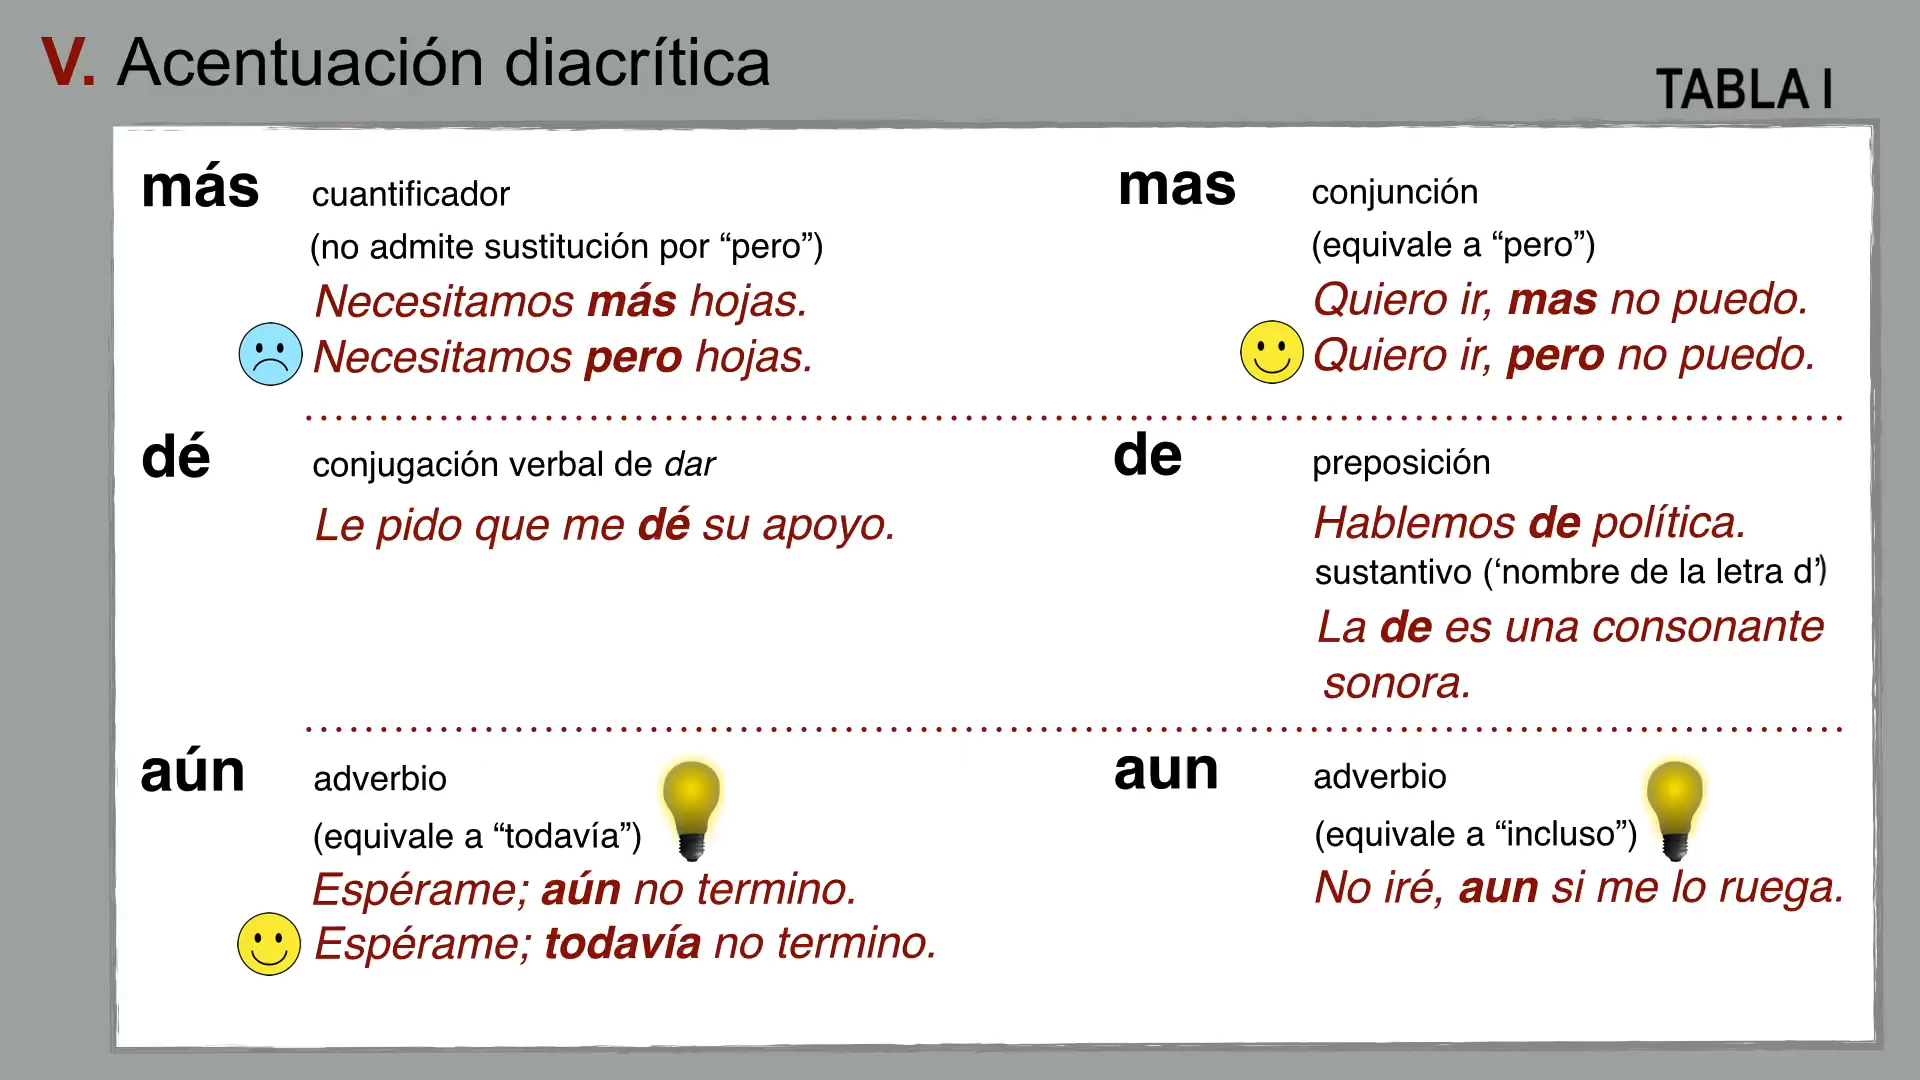 V. Acentuación diacrítica
TABLA I
más cuantificador
(no admite sustitución por “pero”)
Necesitamos más hojas.
Necesitamos pero hojas.
mas conjunción
(equivale a “pero”)
Quiero ir, mas no puedo.
Quiero ir, pero no puedo.
dé conjugación verbal de dar
Le pido que me dé su apoyo.
de preposición
Hablemos de política.
sustantivo (‘nombre de la letra d’)
La de es una consonante
sonora.
aún adverbio
(equivale a “todavía”)
Espérame; aún no termino.
Espérame; todavía no termino.
aun adverbio
(equivale a “incluso”)
No iré, aun si me lo ruega.